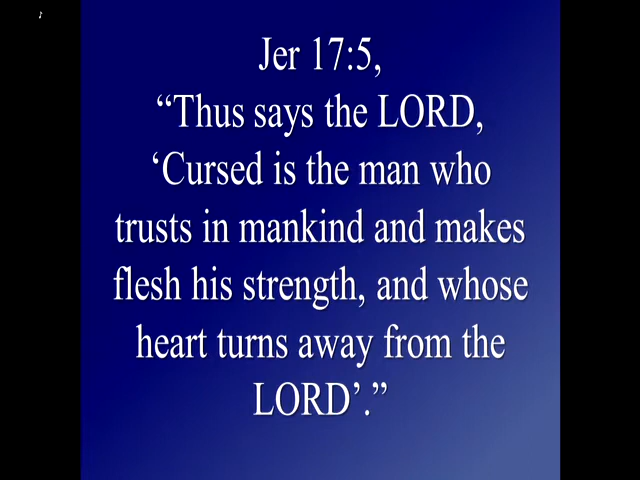 Jer 17:5,
“Thus says the LORD,
‘Cursed is the man who
trusts in mankind and makes
flesh his strength, and whose
heart turns away from the
LORD’.”